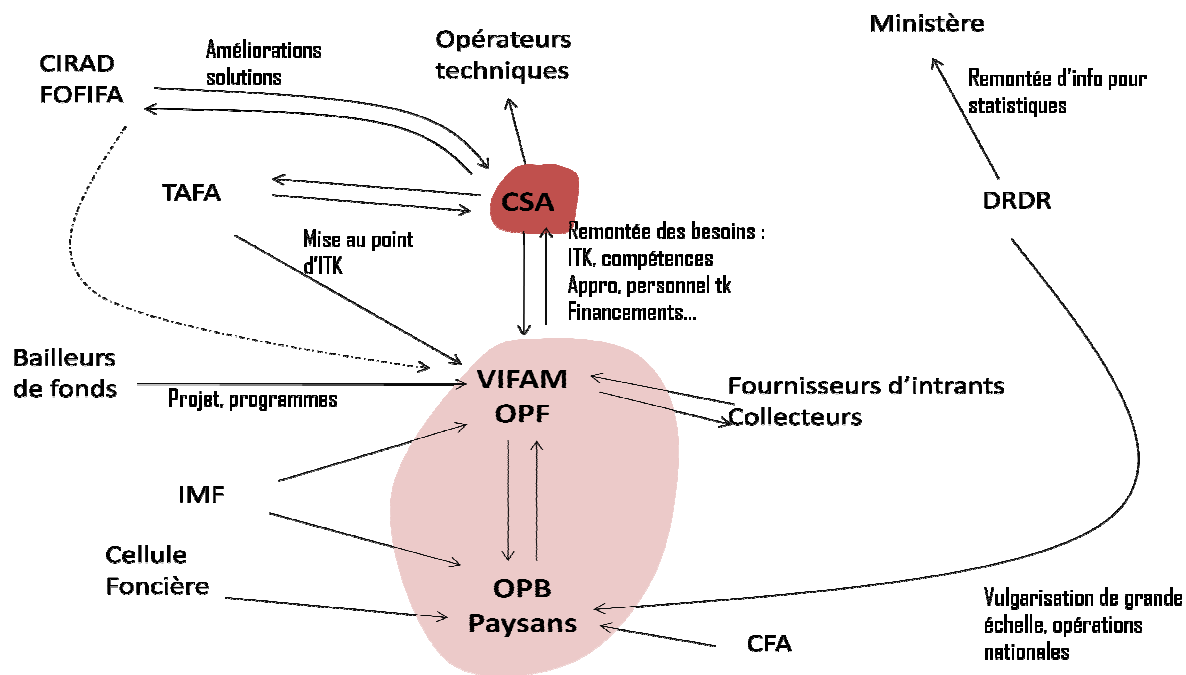 Ministère
Opérateurs
techniques
Améliorations
solutions
CIRAD
FOFIFA
Remontée d'info pour
statistiques
TAFA
CSA
DRDR
Mise au point
d'ITK
Remontée des besoins :
ITK, compétences
Appro, personnel tk
Financements...
Bailleurs
de fonds
Projet, programmes
VIFAM
OPF
Fournisseurs d'intrants
Collecteurs
IMF
Cellule
Foncière
OPB
Paysans
CFA
Vulgarisation de grande
échelle, opérations
nationales